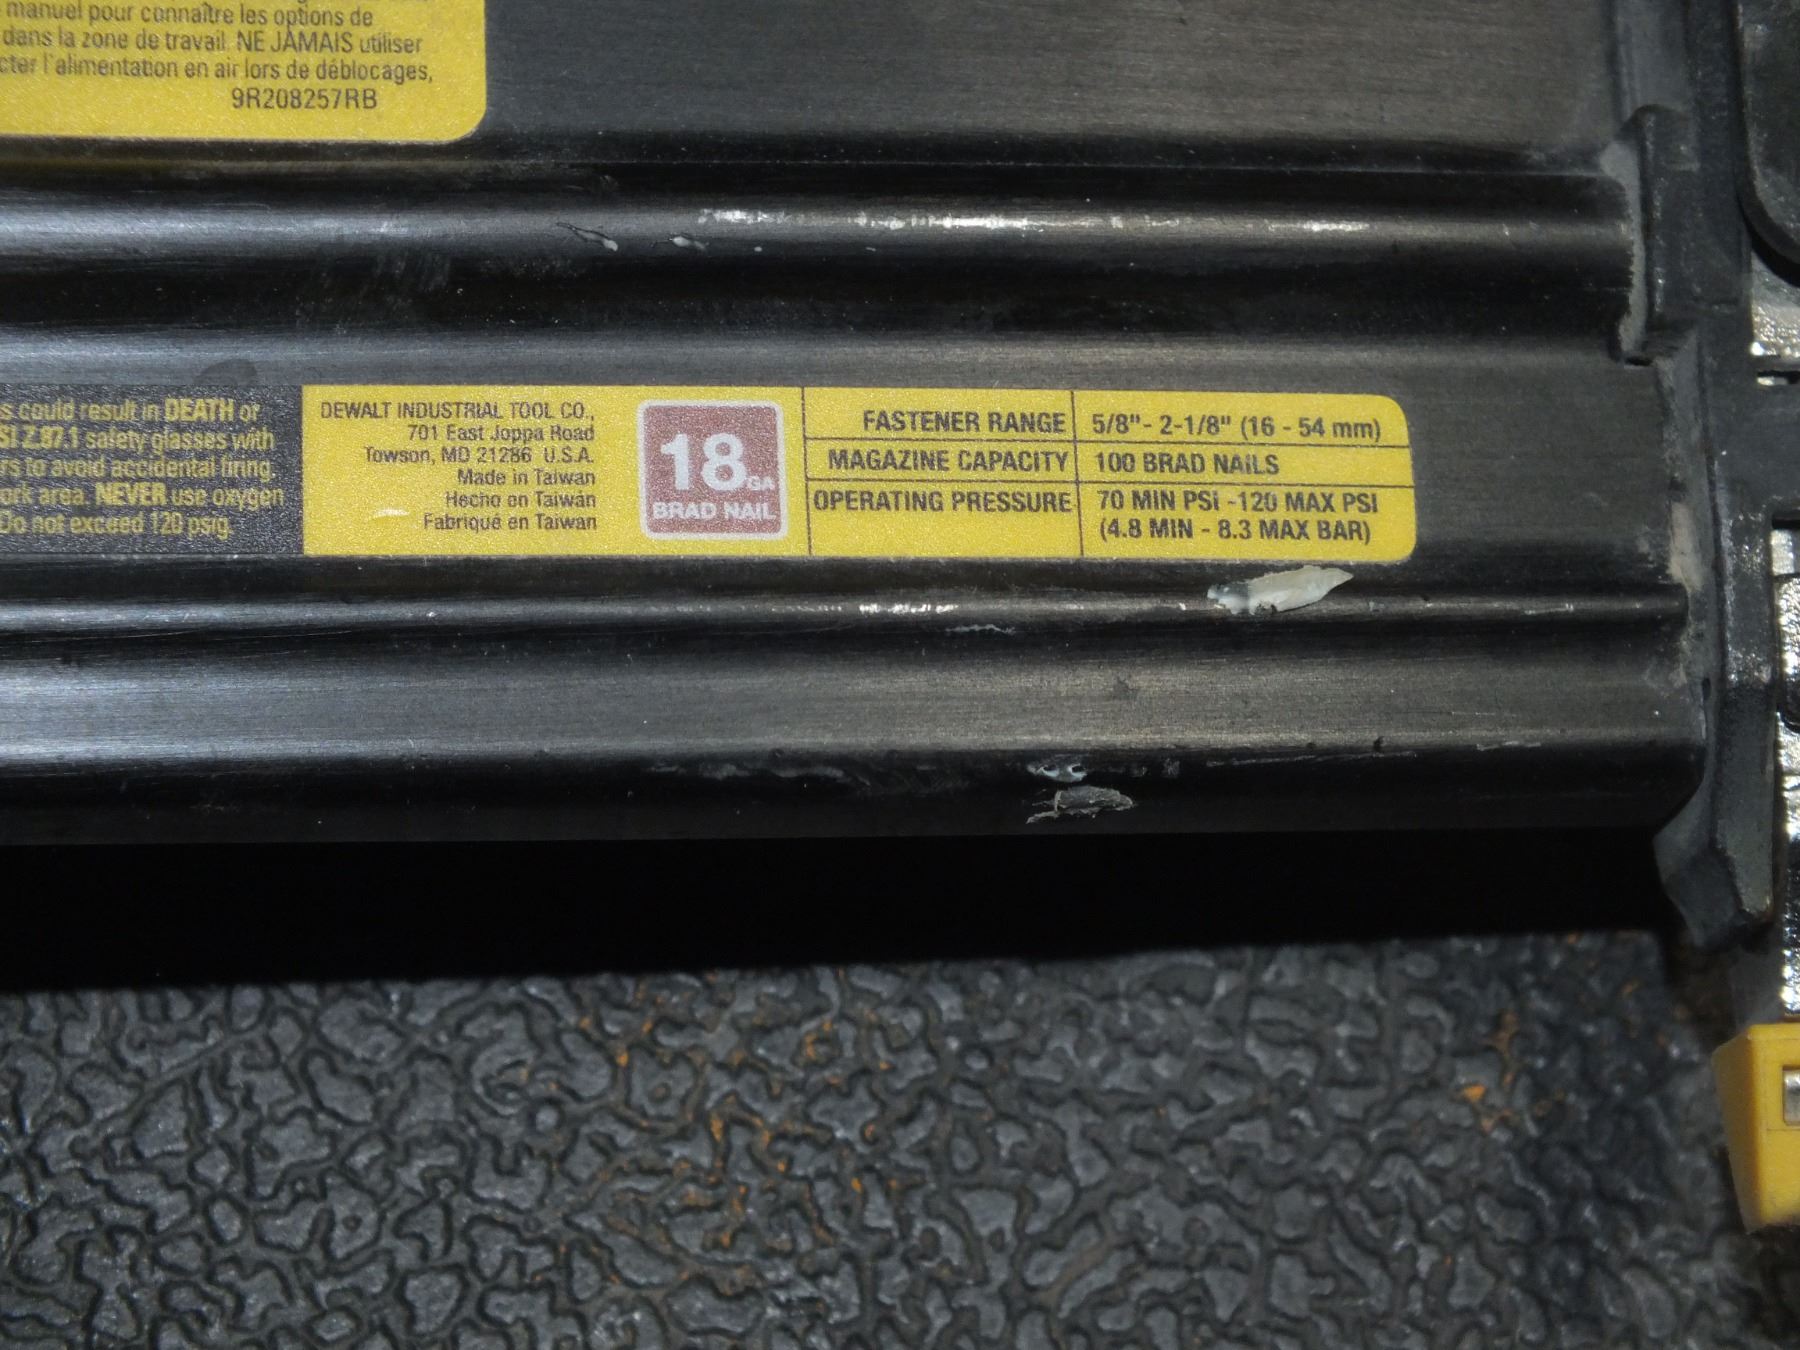 manuel pour connaître les options de
dans la zone de travail. NE JAMAIS utiliser
cter l'alimentation en air lors de déblocages,
9R208257RB
s could result in DEATH or
SI Z.87.1 safety glasses with
rs to avoid accidental firing.
ork area. NEVER use oxygen
Do not exceed 120 psig.
DEWALT INDUSTRIAL TOOL CO.,
701 East Joppa Road
Towson, MD 21286 U.S.A.
Made in Taiwan
Hecho en Taiwán
Fabriqué en Taiwan
18 GA
BRAD NAIL
FASTENER RANGE 5/8" - 2-1/8" (16 - 54 mm)
MAGAZINE CAPACITY 100 BRAD NAILS
OPERATING PRESSURE 70 MIN PSI -120 MAX PSI
(4.8 MIN - 8.3 MAX BAR)